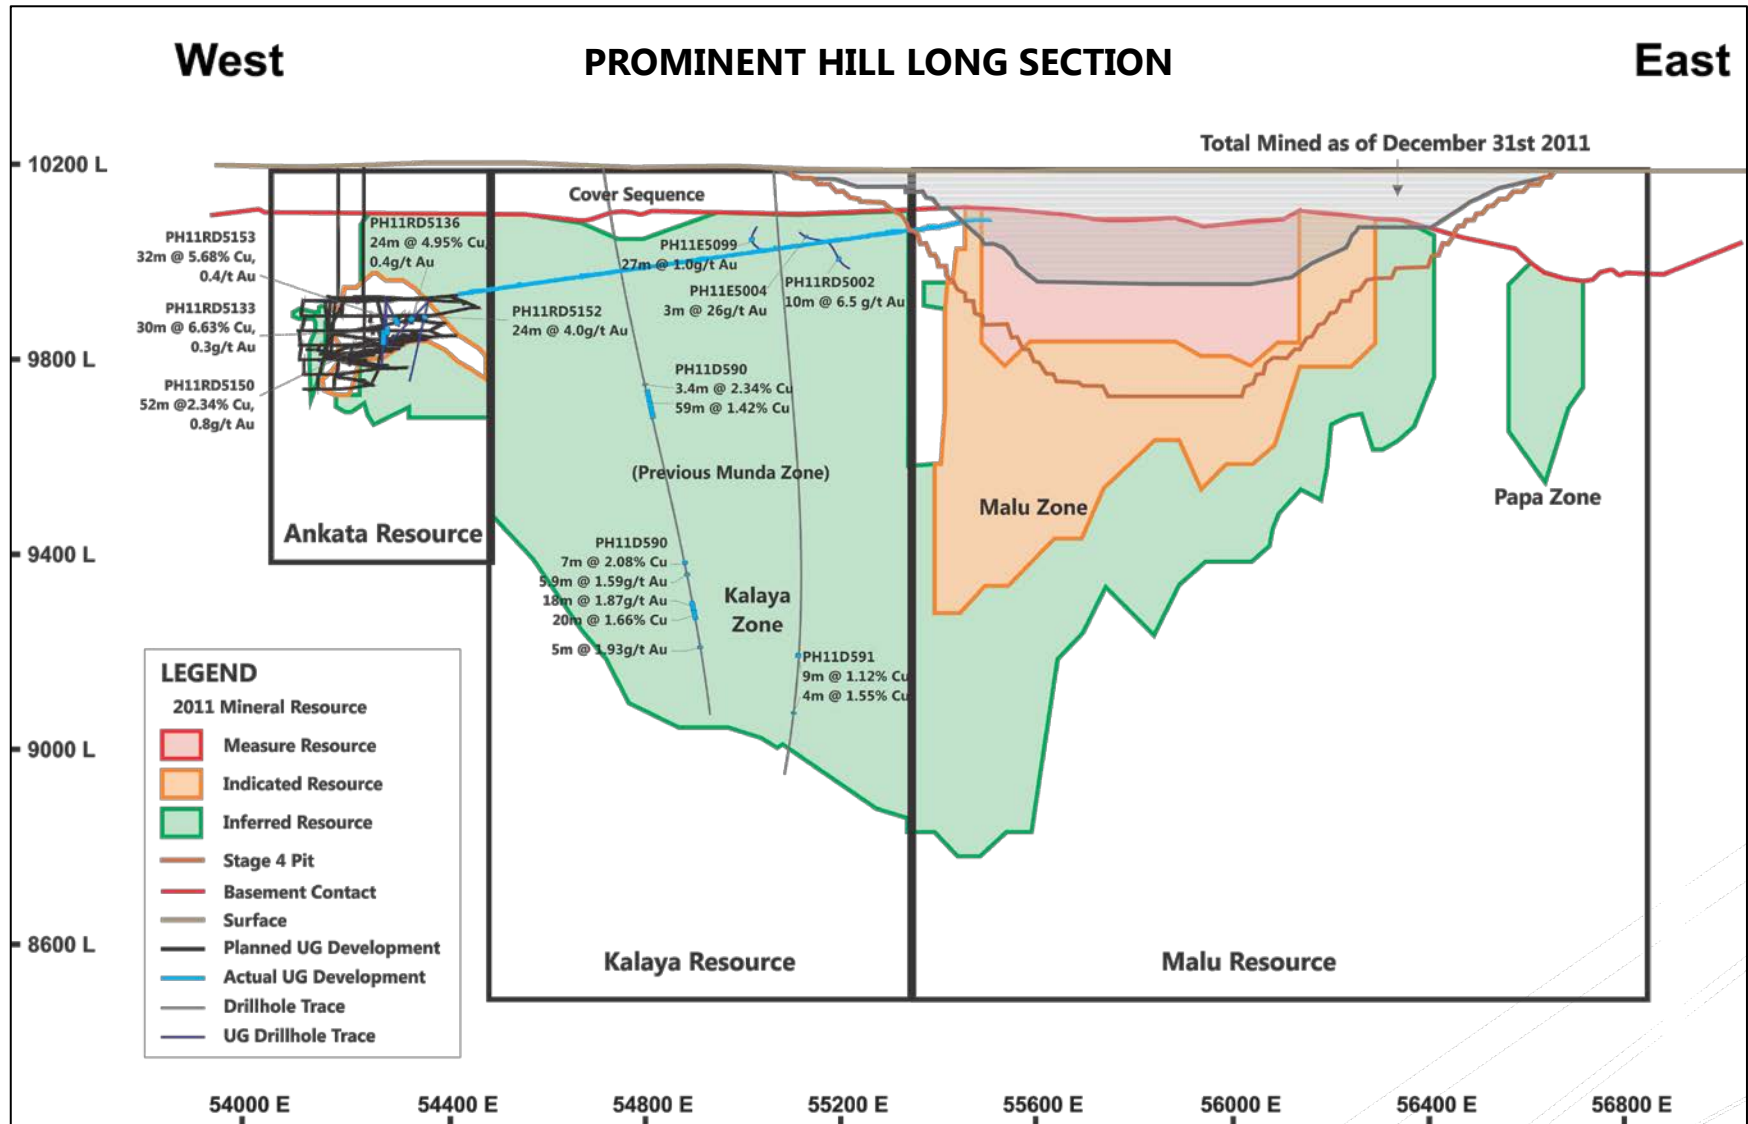 West
PROMINENT HILL LONG SECTION
East
Total Mined as of December 31st 2011
10200 L
9800 L
9400 L
9000 L
8600 L
Cover Sequence
PH11RD5136
24m @ 4.95% Cu,
0.4g/t Au
PH11RD5153
32m @ 5.68% Cu,
0.4/t Au
PH11RD5133
30m @ 6.63% Cu,
0.3g/t Au
PH11RD5150
52m @2.34% Cu,
0.8g/t Au
PH11RD5152
24m @ 4.0g/t Au
PH11E5099
27m @ 1.0g/t Au
PH11E5004
3m @ 26g/t Au
PH11RD5002
10m @ 6.5 g/t Au
PH11D590
3.4m @ 2.34% Cu
59m @ 1.42% Cu
(Previous Munda Zone)
Ankata Resource
PH11D590
7m @ 2.08% Cu
5.9m @ 1.59g/t Au
18m @ 1.87g/t Au
20m @ 1.66% Cu
5m @ 1.93g/t Au
Kalaya
Zone
PH11D591
9m @ 1.12% Cu
4m @ 1.55% Cu
Malu Zone
Papa Zone
Kalaya Resource
Malu Resource
LEGEND
2011 Mineral Resource
Measure Resource
Indicated Resource
Inferred Resource
Stage 4 Pit
Basement Contact
Surface
Planned UG Development
Actual UG Development
Drillhole Trace
UG Drillhole Trace
54000 E
54400 E
54800 E
55200 E
55600 E
56000 E
56400 E
56800 E